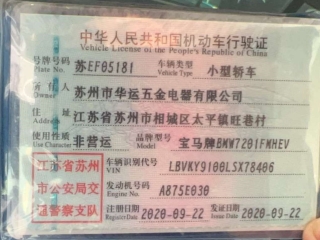 中华人民共和国机动车行驶证
Vehicle License of the People's Republic of China
号牌号码 苏EF05181 车辆类型 小型轿车
Plate No. Vehicle Type
住 人 苏州市华运五金电器有限公司
住 址 江苏省苏州市相城区太平镇旺巷村
使用性质 非营运 品牌型号 宝马牌BMW7201FMHEV
江苏省苏州 车辆识别代号 LBVKY9100LSX78406
VIN
市公安局交 发动机号码 A875E030
Engine No.
通警察支队 注册日期 2020-09-22 发证日期 2020-09-22
Register Date Issue Date